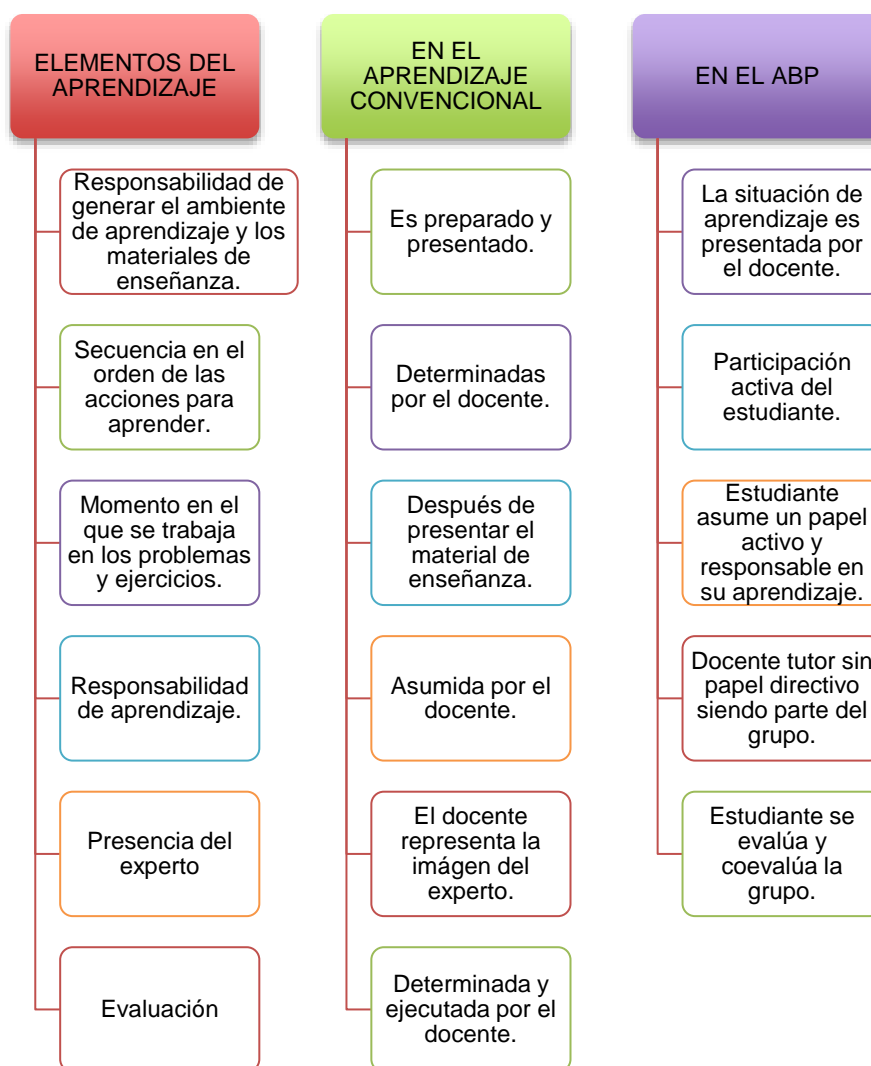 ELEMENTOS DEL
APRENDIZAJE
Responsabilidad de
generar el ambiente
de aprendizaje y los
materiales de
enseñanza.
Secuencia en el
orden de las
acciones para
aprender.
Momento en el
que se trabaja
en los problemas
y ejercicios.
Responsabilidad
de aprendizaje.
Presencia del
experto
Evaluación
EN EL
APRENDIZAJE
CONVENCIONAL
Es preparado y
presentado.
Determinadas
por el docente.
Después de
presentar el
material de
enseñanza.
Asumida por el
docente.
El docente
representa la
imágen del
experto.
Determinada y
ejecutada por el
docente.
EN EL ABP
La situación de
aprendizaje es
presentada por
el docente.
Participación
activa del
estudiante.
Estudiante
asume un papel
activo y
responsable en
su aprendizaje.
Docente tutor sin
papel directivo
siendo parte del
grupo.
Estudiante se
evalúa y
coevalúa la
grupo.